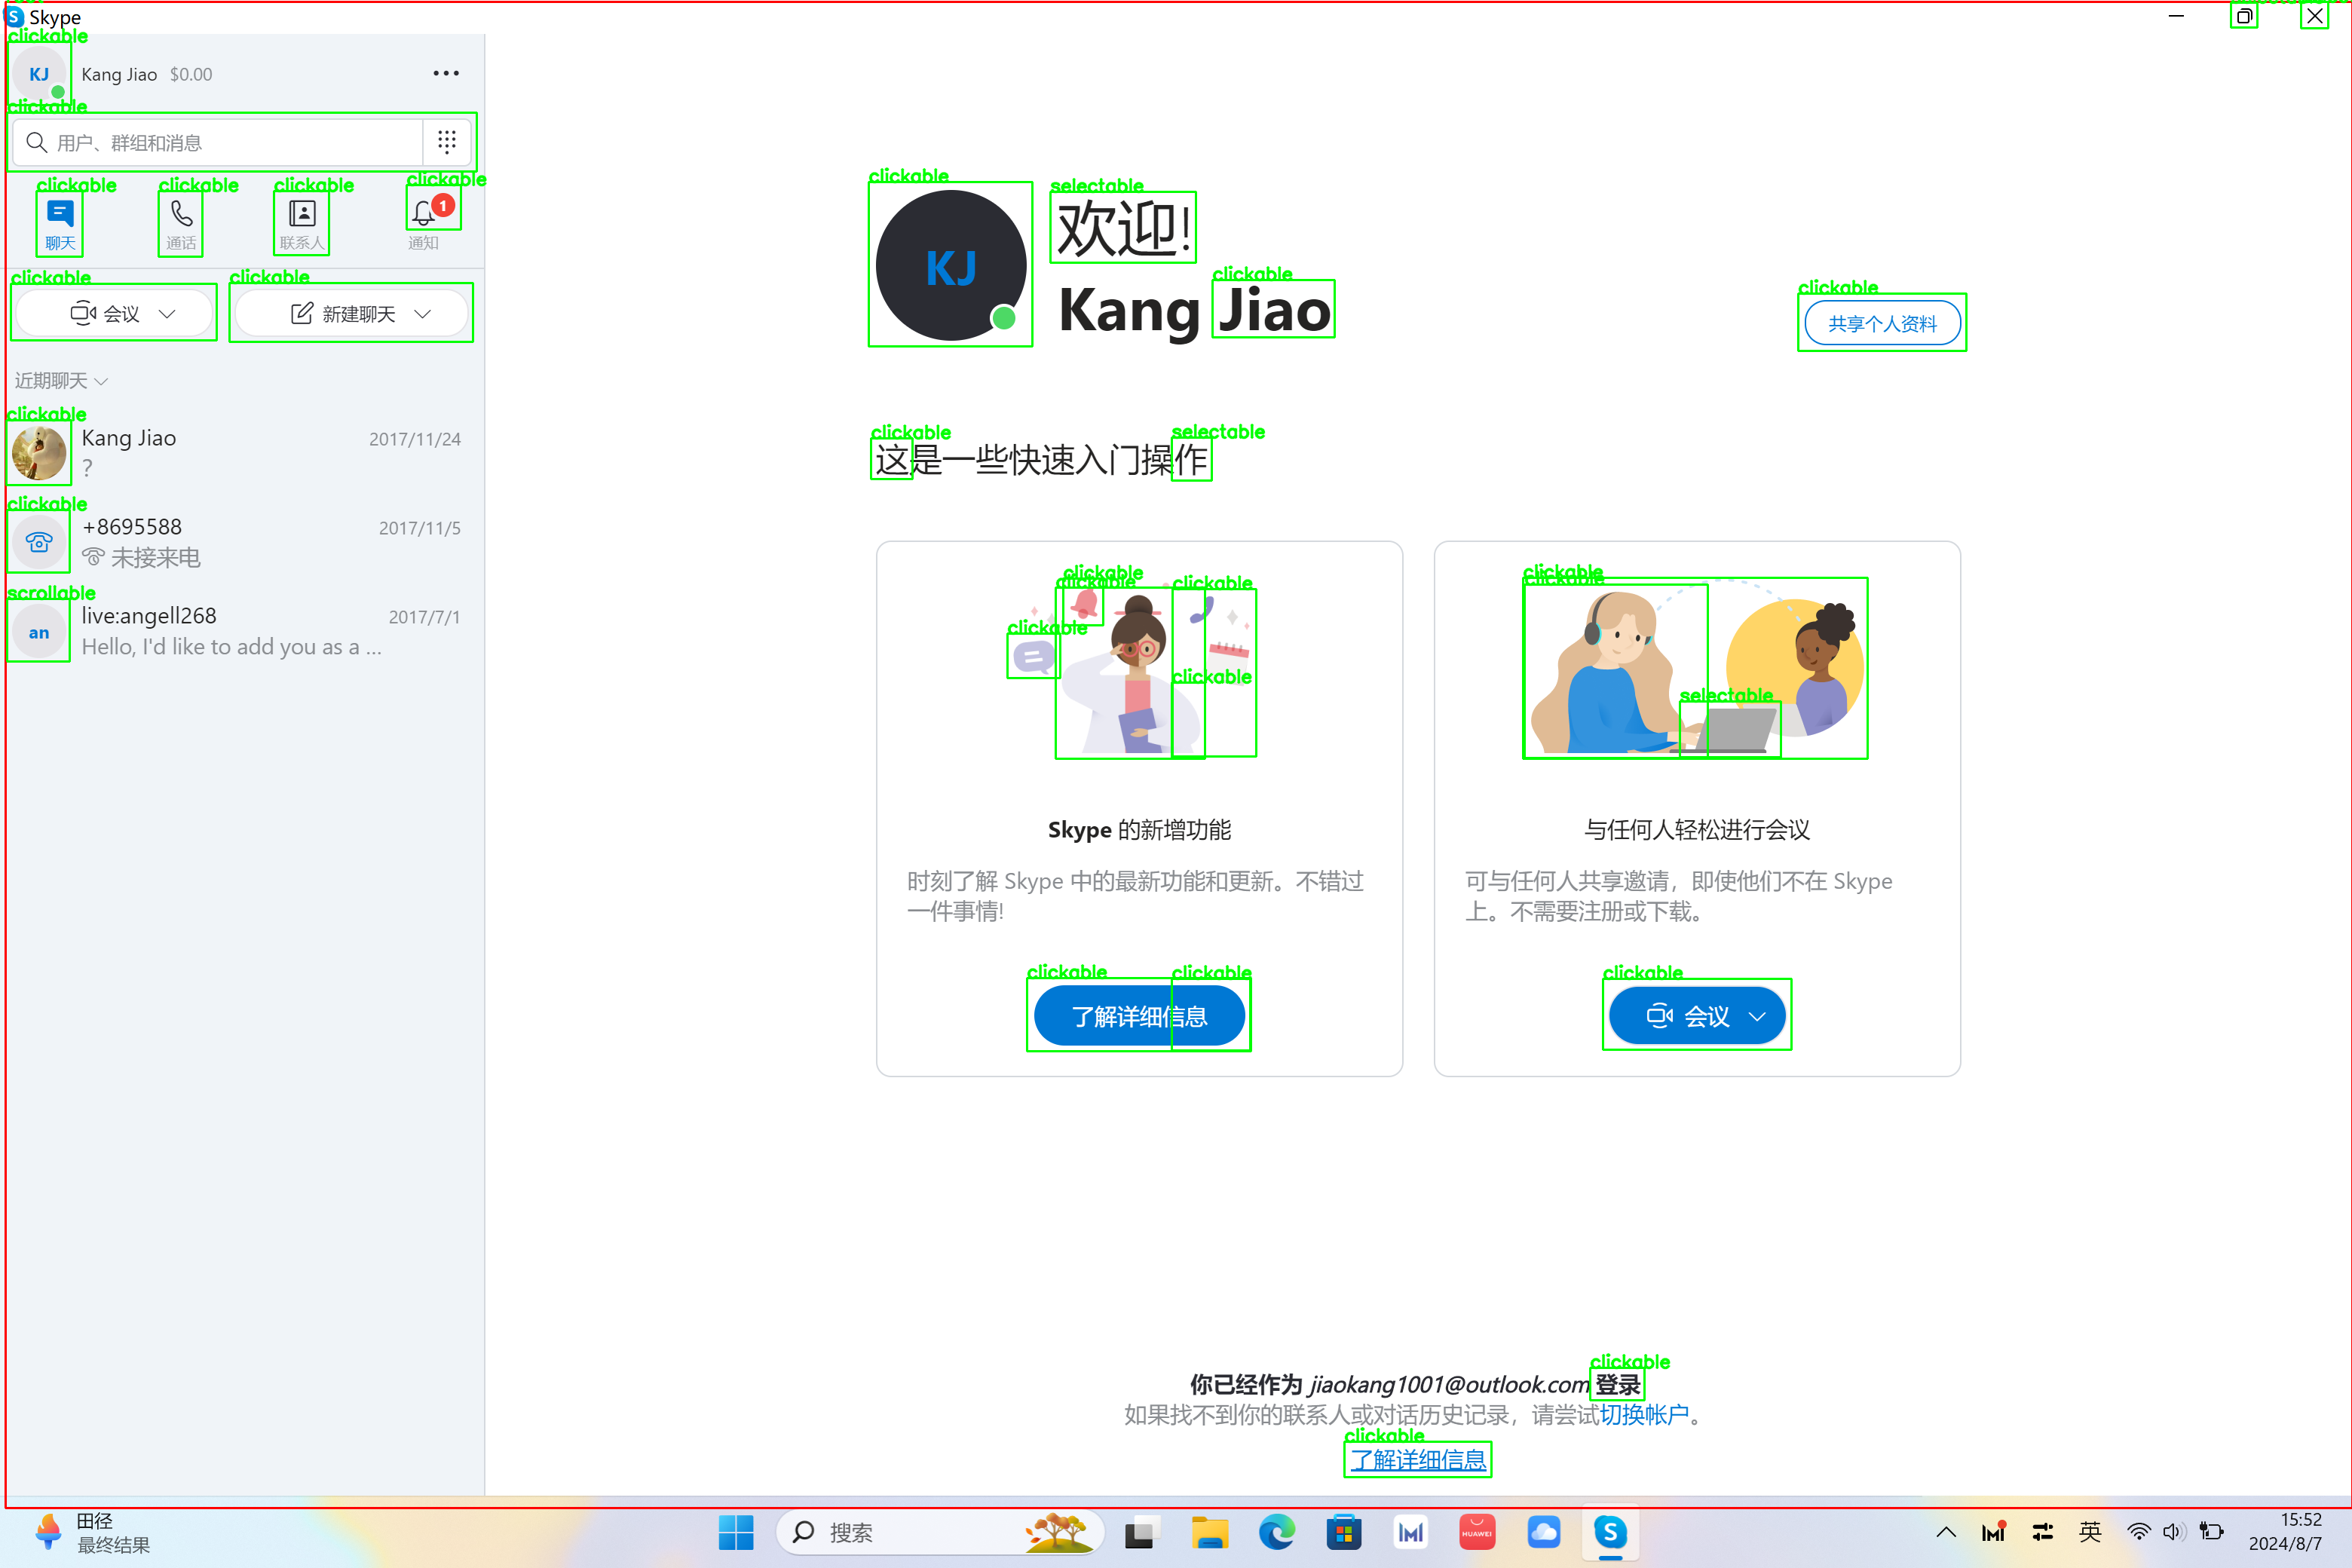 Skype
clickable
KJ
Kang Jiao $0.00
clickable
用户、群组和消息
clickable
clickable
clickable
clickable
1
聊天
通话
联系人
通知
clickable
clickable
会议
新建聊天
近期聊天
clickable
Kang Jiao
2017/11/24
?
clickable
+8695588
2017/11/5
未接来电
scrollable
an
live:angell268
2017/7/1
Hello, I'd like to add you as a ...
clickable
KJ
selectable
欢迎!
clickable
Kang Jiao
clickable
共享个人资料
clickable
selectable
这是一些快速入门操作
clickable
clickable
clickable
clickable
clickable
Skype 的新增功能
时刻了解 Skype 中的最新功能和更新。不错过
一件事情!
clickable
clickable
了解详细信息
clickable
clickable
selectable
与任何人轻松进行会议
可与任何人共享邀请，即使他们不在 Skype
上。不需要注册或下载。
clickable
会议
clickable
你已经作为 jiaokang1001@outlook.com 登录
如果找不到你的联系人或对话历史记录，请尝试切换帐户。
clickable
了解详细信息
田径
最终结果
搜索
HUAWEI
S
英
15:52
2024/8/7